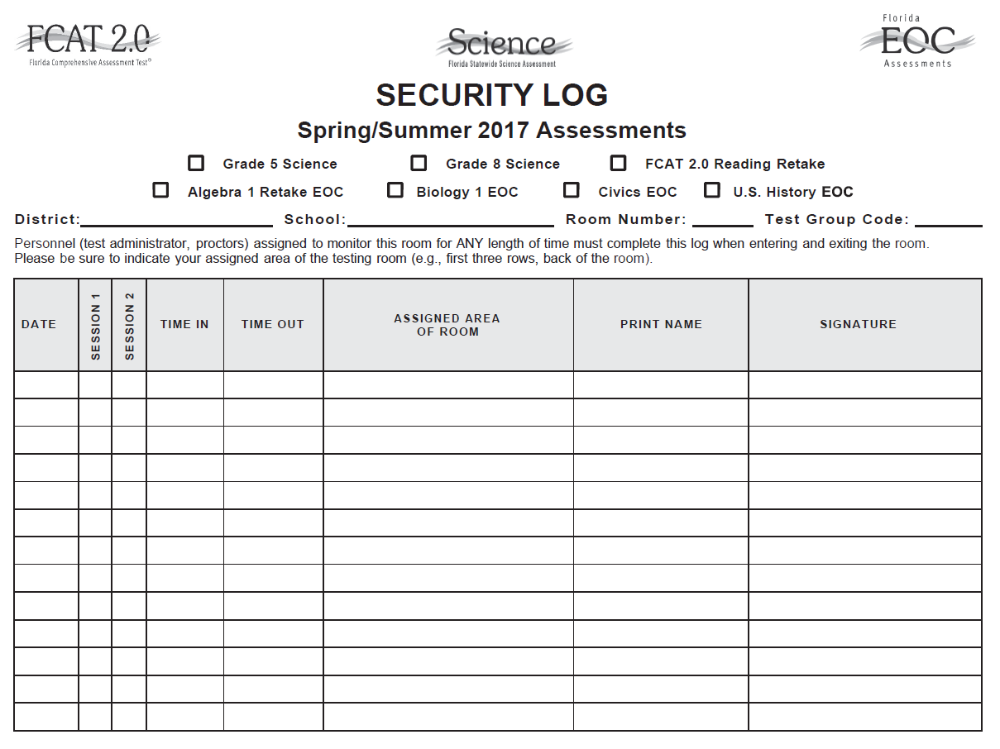 FCAT 2.0
Florida Comprehensive Assessment Test®
Science
Florida Statewide Science Assessment
Florida
EOC
Assessments
SECURITY LOG
Spring/Summer 2017 Assessments
Grade 5 Science Grade 8 Science FCAT 2.0 Reading Retake
Algebra 1 Retake EOC Biology 1 EOC Civics EOC U.S. History EOC
District: School: Room Number: Test Group Code:
Personnel (test administrator, proctors) assigned to monitor this room for ANY length of time must complete this log when entering and exiting the room.
Please be sure to indicate your assigned area of the testing room (e.g., first three rows, back of the room).
DATE
SESSION 1
SESSION 2
TIME IN
TIME OUT
ASSIGNED AREA
OF ROOM
PRINT NAME
SIGNATURE